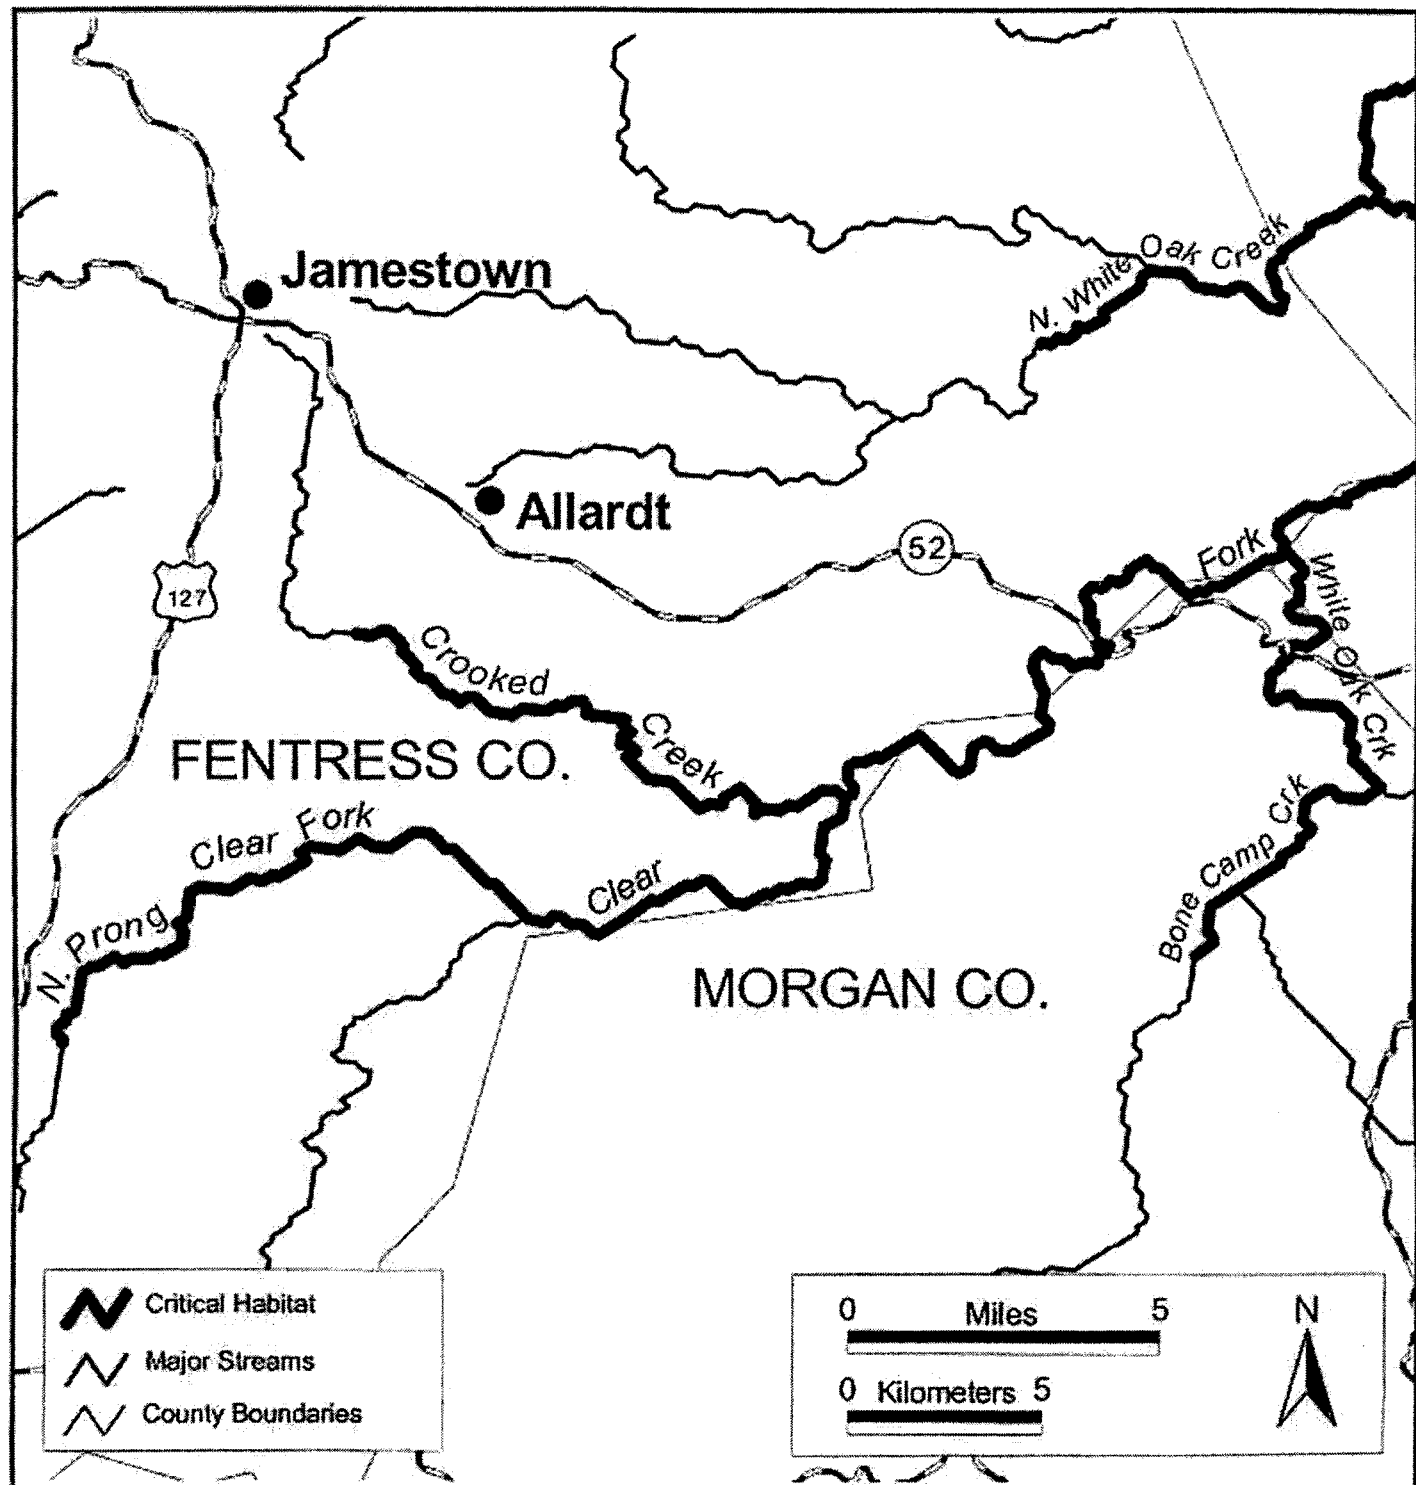 Jamestown
N. White Oak Creek
Allardt
52
Fork
127
White Oak Crk
Crooked
Creek
FENTRESS CO.
Clear Fork
Clear
N. Prong
Bone Camp Crk
MORGAN CO.
Critical Habitat
Major Streams
County Boundaries
0 Miles 5
0 Kilometers 5
N